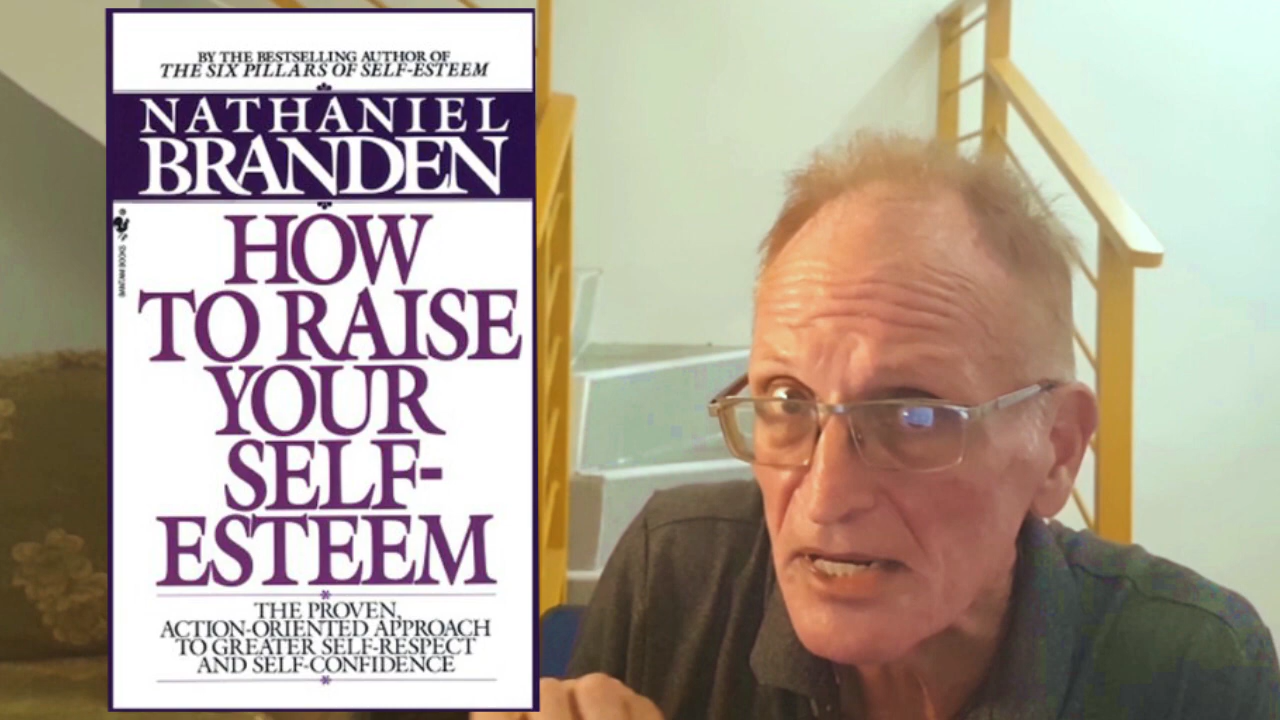 BY THE BESTSELLING AUTHOR OF
THE SIX PILLARS OF SELF-ESTEEM
NATHANIEL
BRANDEN
HOW
TO RAISE
YOUR
SELF-
ESTEEM
THE PROVEN,
ACTION-ORIENTED APPROACH
TO GREATER SELF-RESPECT
AND SELF-CONFIDENCE